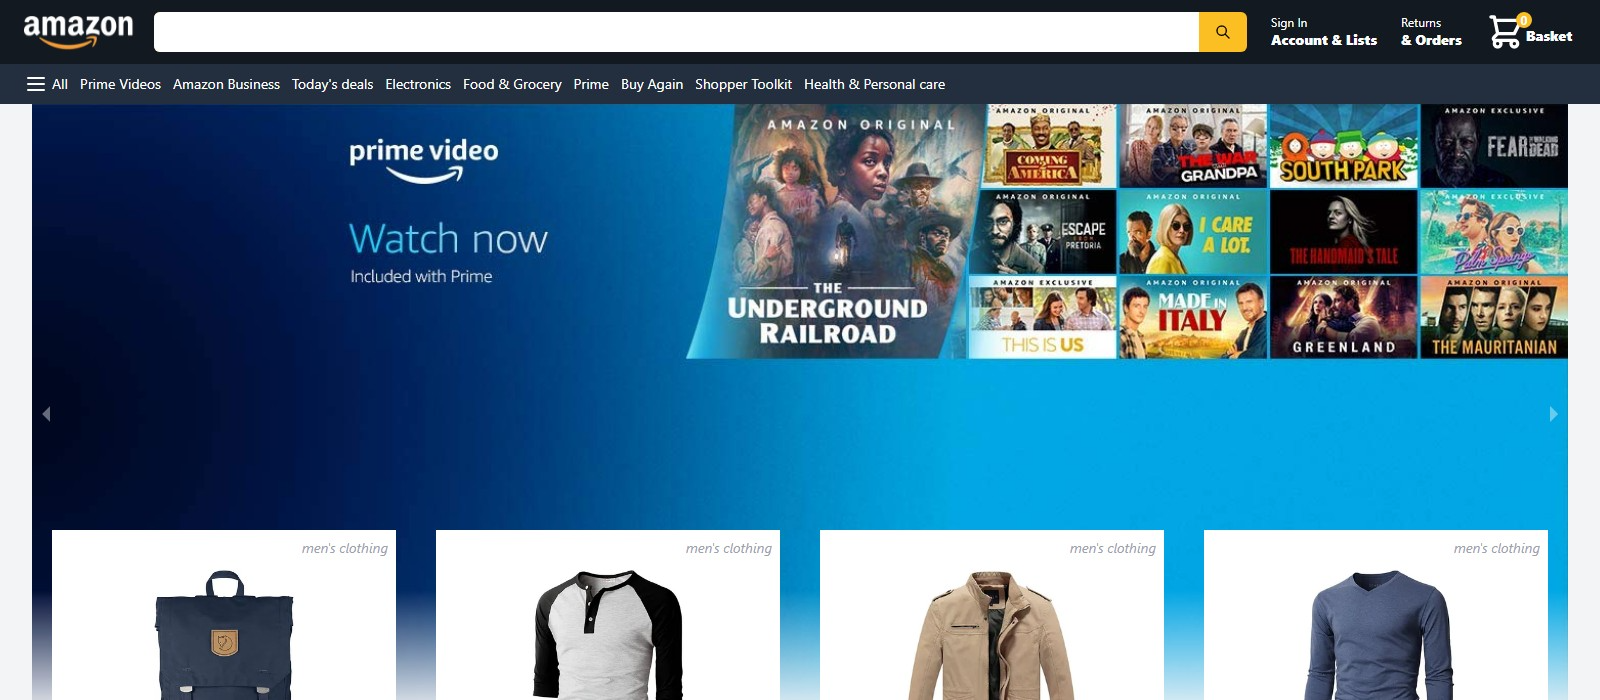 amazon
Sign In
Account & Lists
Returns
& Orders
0
Basket
All
Prime Videos
Amazon Business
Today's deals
Electronics
Food & Grocery
Prime
Buy Again
Shopper Toolkit
Health & Personal care
prime video
Watch now
Included with Prime
AMAZON ORIGINAL
THE
UNDERGROUND
RAILROAD
AMAZON ORIGINAL
COMING
AMERICA
AMAZON ORIGINAL
THE WAR
GRANDPA
SOUTH PARK
AMAZON EXCLUSIVE
FEAR THE WALKING
DEAD
AMAZON ORIGINAL
ESCAPE
FROM
PRETORIA
AMAZON ORIGINAL
I CARE
A LOT.
THE HANDMAID'S TALE
AMAZON EXCLUSIVE
Palm Springs
AMAZON EXCLUSIVE
THIS IS US
AMAZON ORIGINAL
MADE IN
ITALY
AMAZON ORIGINAL
GREENLAND
AMAZON ORIGINAL
THE MAURITANIAN
men's clothing
men's clothing
men's clothing
men's clothing